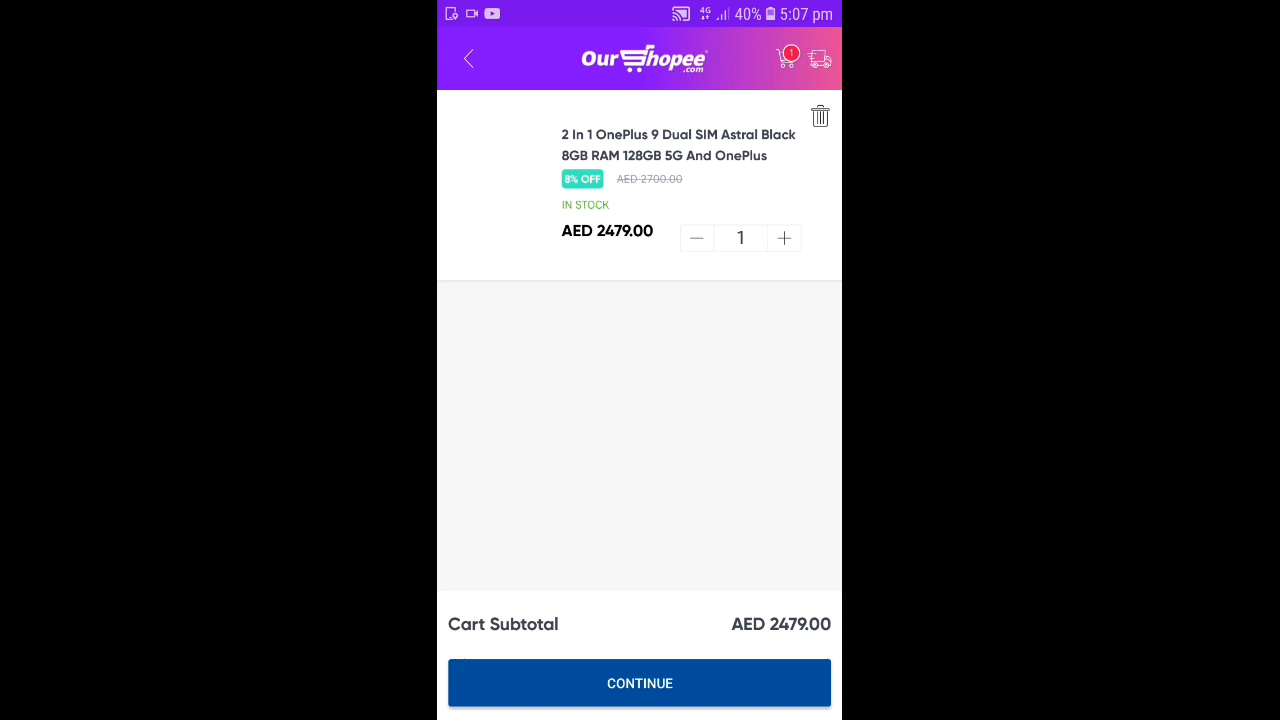 4G 40% 5:07 pm
OurShopee .com
1
2 In 1 OnePlus 9 Dual SIM Astral Black
8GB RAM 128GB 5G And OnePlus
8% OFF AED 2700.00
IN STOCK
AED 2479.00
1
Cart Subtotal AED 2479.00
CONTINUE